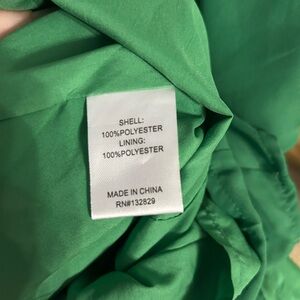 SHELL:
100%POLYESTER
LINING:
100%POLYESTER
MADE IN CHINA
RN#132829